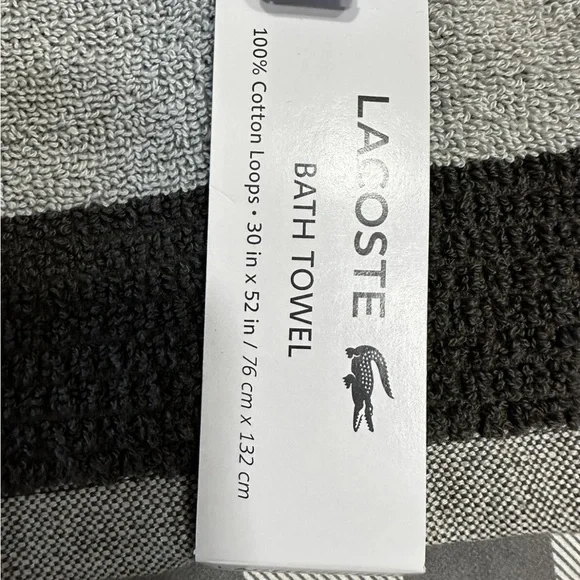 LACOSTE
BATH TOWEL
100% Cotton Loops • 30 in x 52 in / 76 cm x 132 cm